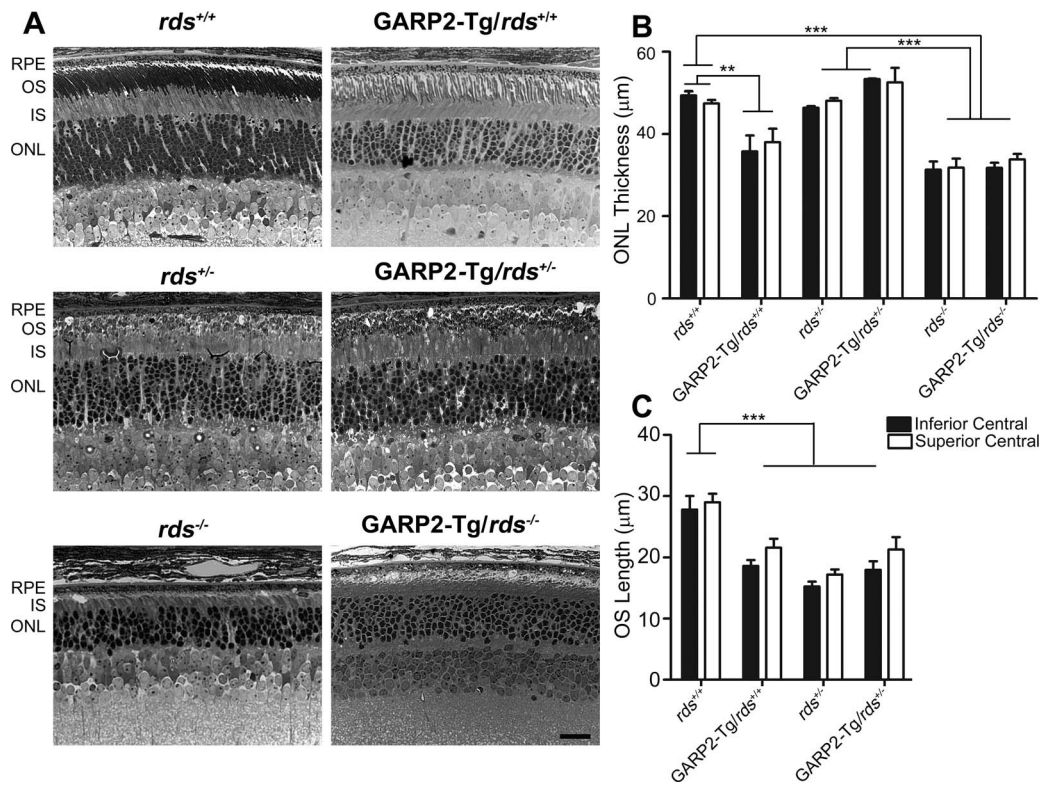 A
rds+/+
GARP2-Tg/rds+/+
RPE
OS
IS
ONL
rds+/-
GARP2-Tg/rds+/-
RPE
OS
IS
ONL
rds-/-
GARP2-Tg/rds-/-
RPE
IS
ONL
B
ONL Thickness (μm)
60
40
20
0
***
***
**
rds+/+
GARP2-Tg/rds+/+
rds+/-
GARP2-Tg/rds+/-
rds-/-
GARP2-Tg/rds-/-
C
Inferior Central
Superior Central
OS Length (μm)
40
30
20
10
0
***
rds+/+
GARP2-Tg/rds+/+
rds+/-
GARP2-Tg/rds+/-